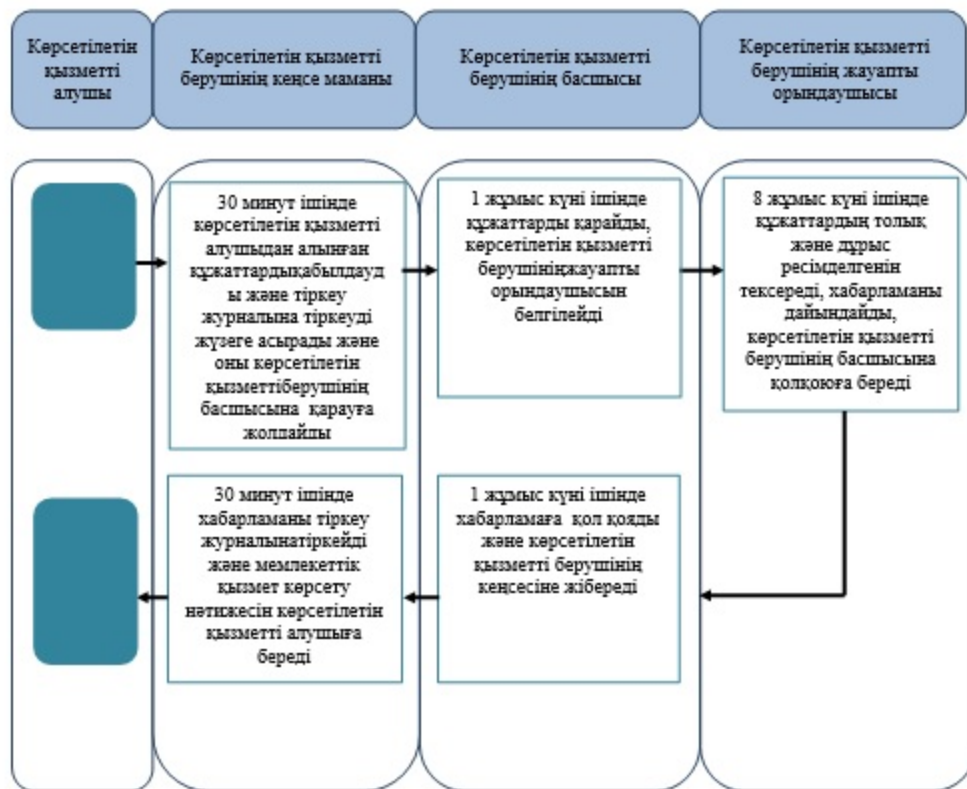 Көрсетілетін
қызметті
алушы
Көрсетілетін қызметті
берушінің кеңсе маманы
Көрсетілетін қызметті
берушінің басшысы
Көрсетілетін қызметті
берушінің жауапты
орындаушысы
30 минут ішінде
көрсетілетін қызметті
алушыдан алынған
құжаттардықабылдауд
ы және тіркеу
журналына тіркеуді
жүзеге асырады және
оны көрсетілетін
қызметтіберушінің
басшысына қарауға
жолдайды
1 жұмыс күні ішінде
құжаттарды қарайды,
көрсетілетін қызметті
берушініңжауапты
орындаушысын
белгілейді
8 жұмыс күні ішінде
құжаттардың толық
және дұрыс
ресімделгенін
тексереді, хабарламаны
дайындайды,
көрсетілетін қызметті
берушінің басшысына
қолқоюға береді
30 минут ішінде
хабарламаны тіркеу
журналынатіркейді
және мемлекеттік
қызмет көрсету
нәтижесін көрсетілетін
қызметті алушыға
береді
1 жұмыс күні ішінде
хабарламаға қол қояды
және көрсетілетін
қызметті берушінің
кеңсесіне жібереді